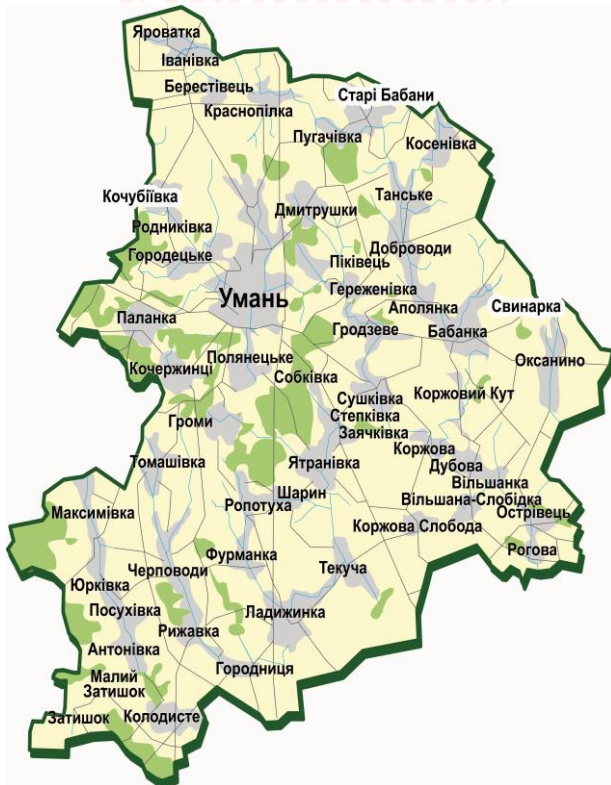 Яроватка
Іванівка
Берестівець
Старі Бабани
Краснопілка
Пугачівка
Косенівка
Кочубіївка
Танське
Дмитрушки
Родниківка
Доброводи
Городецьке
Піківець
Умань
Гереженівка
Аполянка
Свинарка
Паланка
Гродзеве
Бабанка
Полянецьке
Оксанино
Кочержинці
Собківка
Сушківка
Коржовий Кут
Степківка
Громи
Заячківка
Коржова
Томашівка
Ятранівка
Дубова
Вільшанка
Шарин
Вільшана-Слобідка
Максимівка
Ропотуха
Острівець
Коржова Слобода
Фурманка
Рогова
Текуча
Черповоди
Юрківка
Посухівка
Ладижинка
Рижавка
Антонівка
Городниця
Малий
Затишок
Затишок
Колодисте